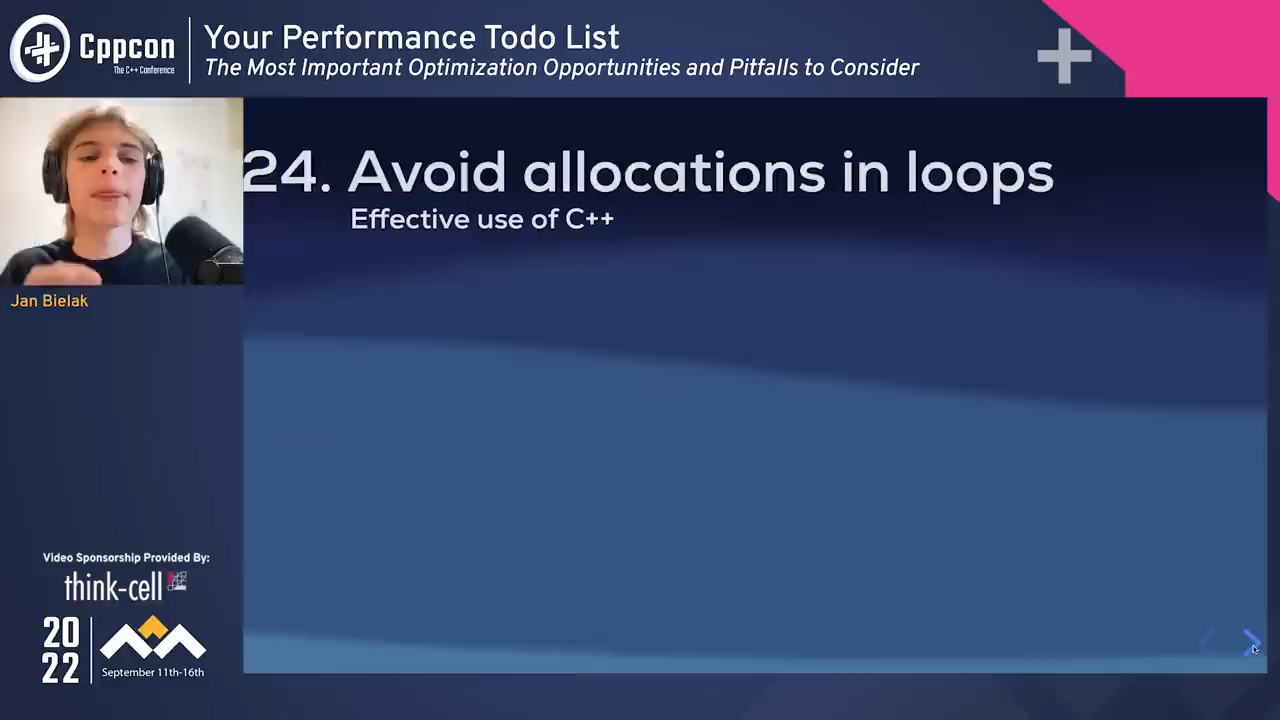 Cppcon
The C++ Conference
Your Performance Todo List
The Most Important Optimization Opportunities and Pitfalls to Consider
24. Avoid allocations in loops
Effective use of C++
Jan Bielak
Video Sponsorship Provided By:
think-cell
20
22
September 11th-16th